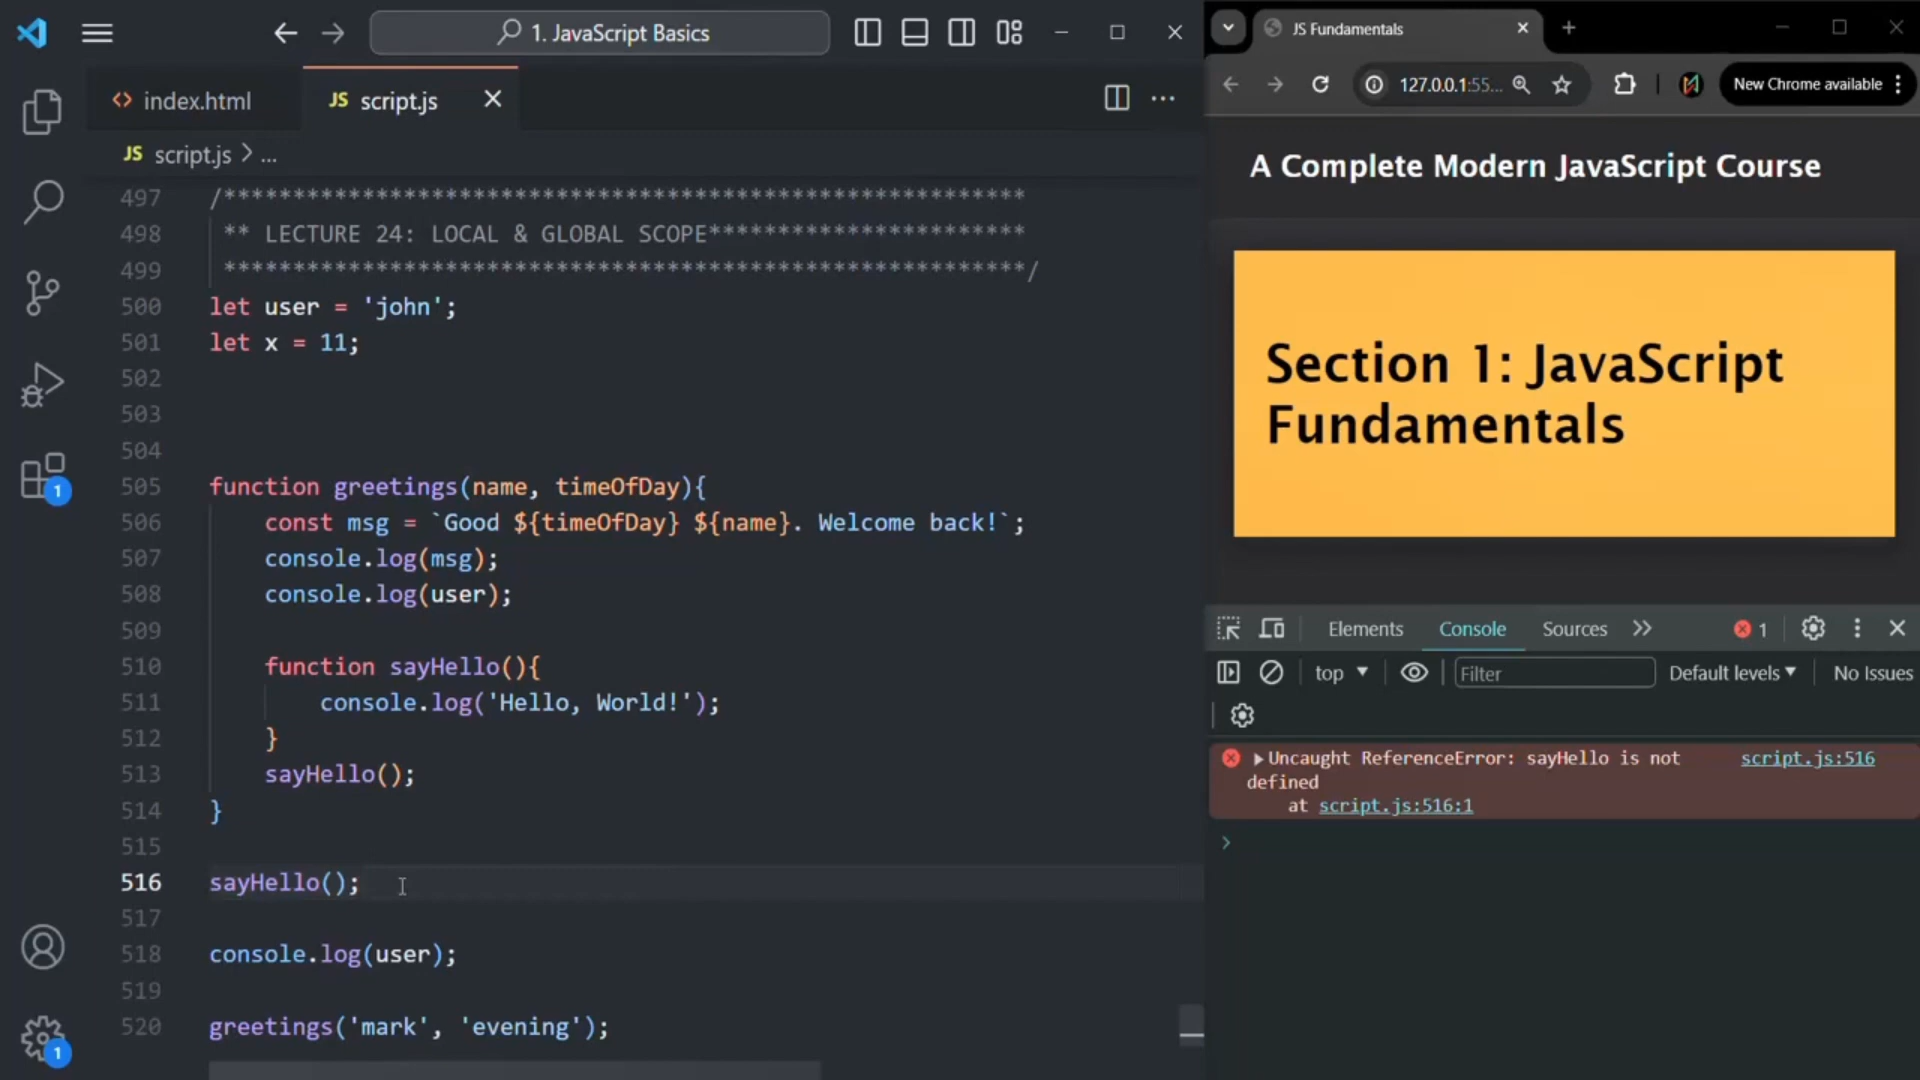 1. JavaScript Basics
index.html
JS script.js
JS script.js > ...
497 /**********************************************************
498 ** LECTURE 24: LOCAL & GLOBAL SCOPE***********************
499 **********************************************************/
500 let user = 'john';
501 let x = 11;
502
503
504
505 function greetings(name, timeOfDay){
506 const msg = `Good ${timeOfDay} ${name}. Welcome back!`;
507 console.log(msg);
508 console.log(user);
509
510 function sayHello(){
511 console.log('Hello, World!');
512 }
513 sayHello();
514 }
515
516 sayHello();
517
518 console.log(user);
519
520 greetings('mark', 'evening');
1
1
JS Fundamentals
127.0.0.1:55...
New Chrome available
A Complete Modern JavaScript Course
Section 1: JavaScript
Fundamentals
Elements Console Sources 1
top Filter Default levels No Issues
Uncaught ReferenceError: sayHello is not script.js:516
defined
at script.js:516:1